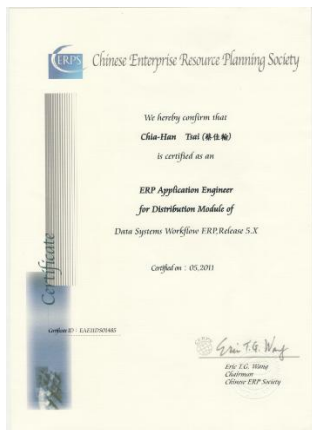 ERPS
Chinese Enterprise Resource Planning Society
We hereby confirm that
Chia-Han Tsai
is certified as an
ERP Application Engineer
for Distribution Module of
Data Systems Workflow ERP,Release 5.X
Certified on : 05,2011
Certificate
Eric T.G. Wang
Eric T.G. Wang
Chairman
Chinese ERP Society